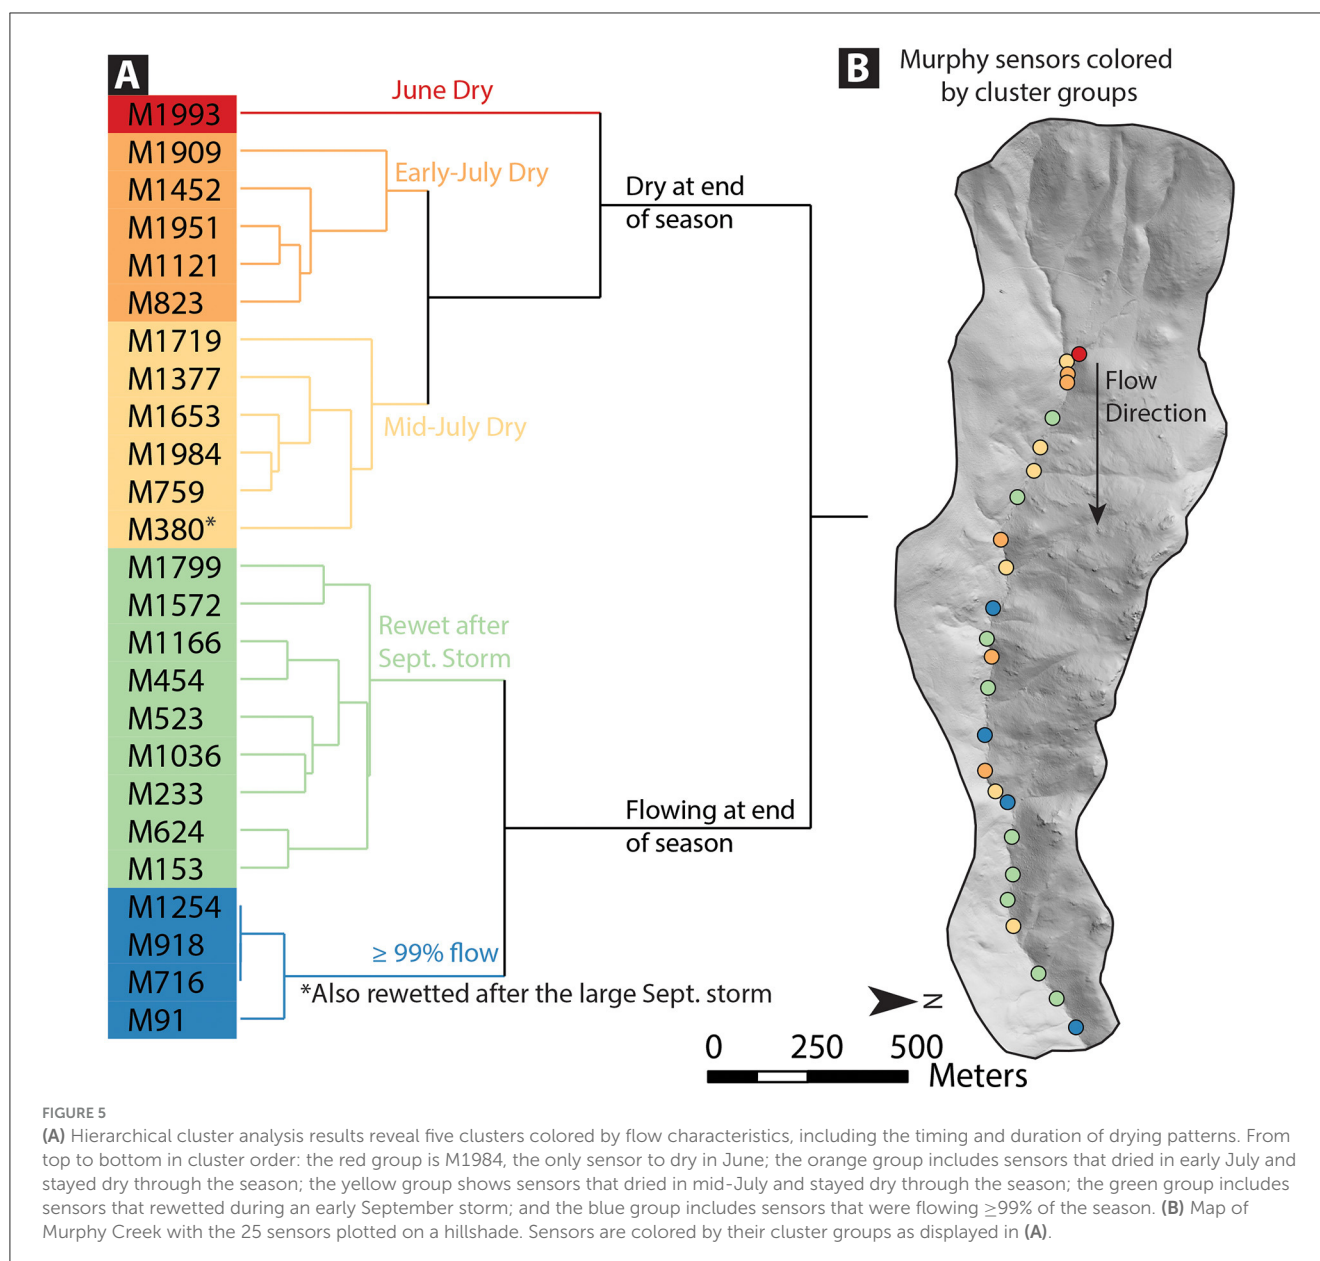 A
June Dry
M1993
M1909
Early-July Dry
M1452
M1951
M1121
M823
Dry at end
of season
M1719
M1377
M1653
Mid-July Dry
M1984
M759
M380*
M1799
M1572
Rewet after
Sept. Storm
M1166
M454
M523
M1036
M233
M624
M153
Flowing at end
of season
M1254
M918
M716
M91
≥ 99% flow
*Also rewetted after the large Sept. storm
B
Murphy sensors colored
by cluster groups
Flow
Direction
N
0 250 500
Meters
FIGURE 5
(A) Hierarchical cluster analysis results reveal five clusters colored by flow characteristics, including the timing and duration of drying patterns. From
top to bottom in cluster order: the red group is M1984, the only sensor to dry in June; the orange group includes sensors that dried in early July and
stayed dry through the season; the yellow group shows sensors that dried in mid-July and stayed dry through the season; the green group includes
sensors that rewetted during an early September storm; and the blue group includes sensors that were flowing ≥99% of the season. (B) Map of
Murphy Creek with the 25 sensors plotted on a hillshade. Sensors are colored by their cluster groups as displayed in (A).